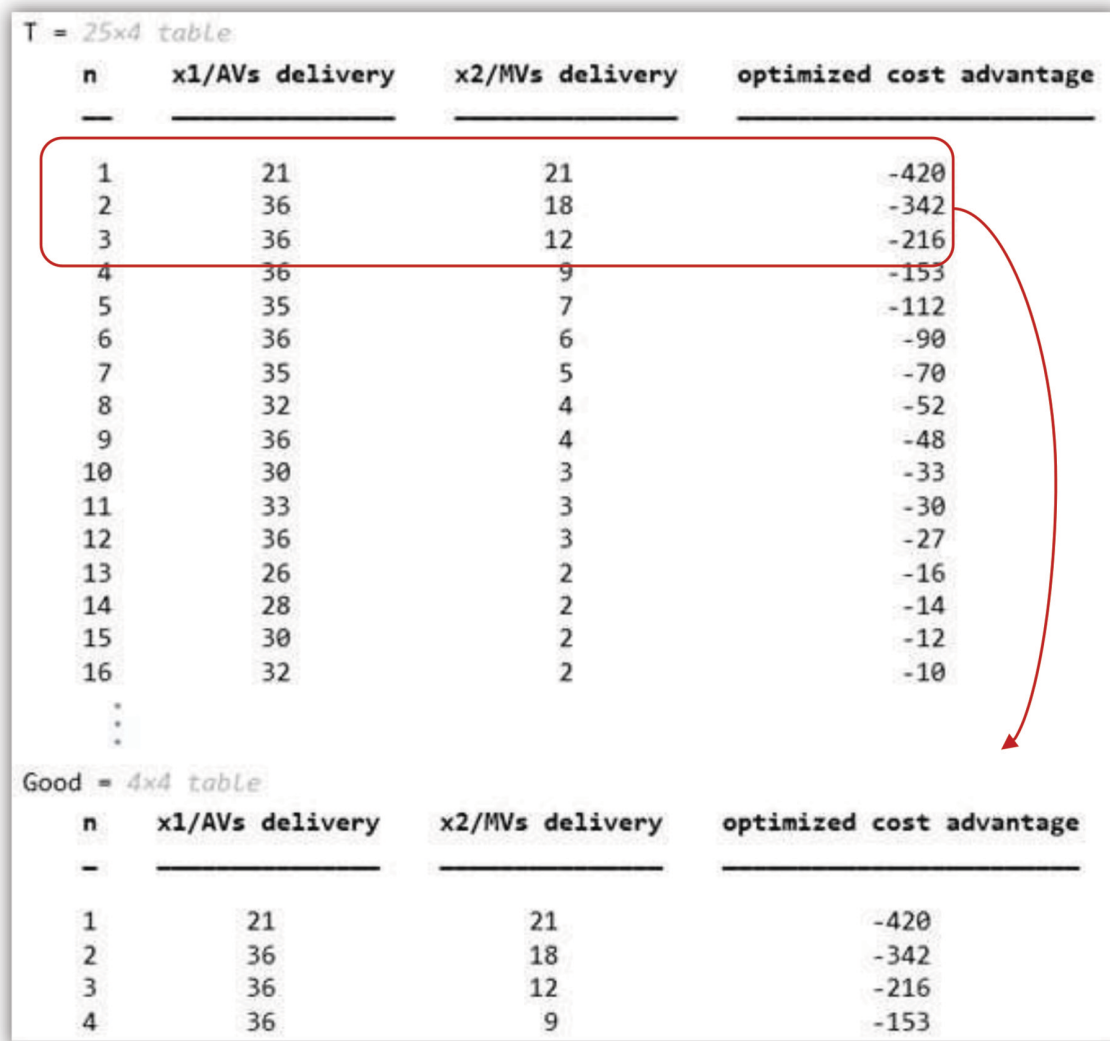 T = 25×4 table
n x1/AVs delivery x2/MVs delivery optimized cost advantage
1 21 21 -420
2 36 18 -342
3 36 12 -216
4 36 9 -153
5 35 7 -112
6 36 6 -90
7 35 5 -70
8 32 4 -52
9 36 4 -48
10 30 3 -33
11 33 3 -30
12 36 3 -27
13 26 2 -16
14 28 2 -14
15 30 2 -12
16 32 2 -10
⋮
Good = 4×4 table
n x1/AVs delivery x2/MVs delivery optimized cost advantage
1 21 21 -420
2 36 18 -342
3 36 12 -216
4 36 9 -153